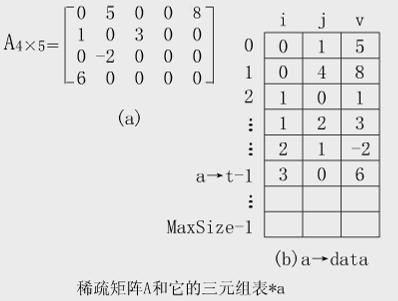 A4×5=
0 5 0 0 8
1 0 3 0 0
0 -2 0 0 0
6 0 0 0 0
(a)
i j v
0 0 1 5
1 0 4 8
2 1 0 1
⋮ 1 2 3
⋮ 2 1 -2
a→t-1 3 0 6
⋮
MaxSize-1
(b)a→data
稀疏矩阵A和它的三元组表*a